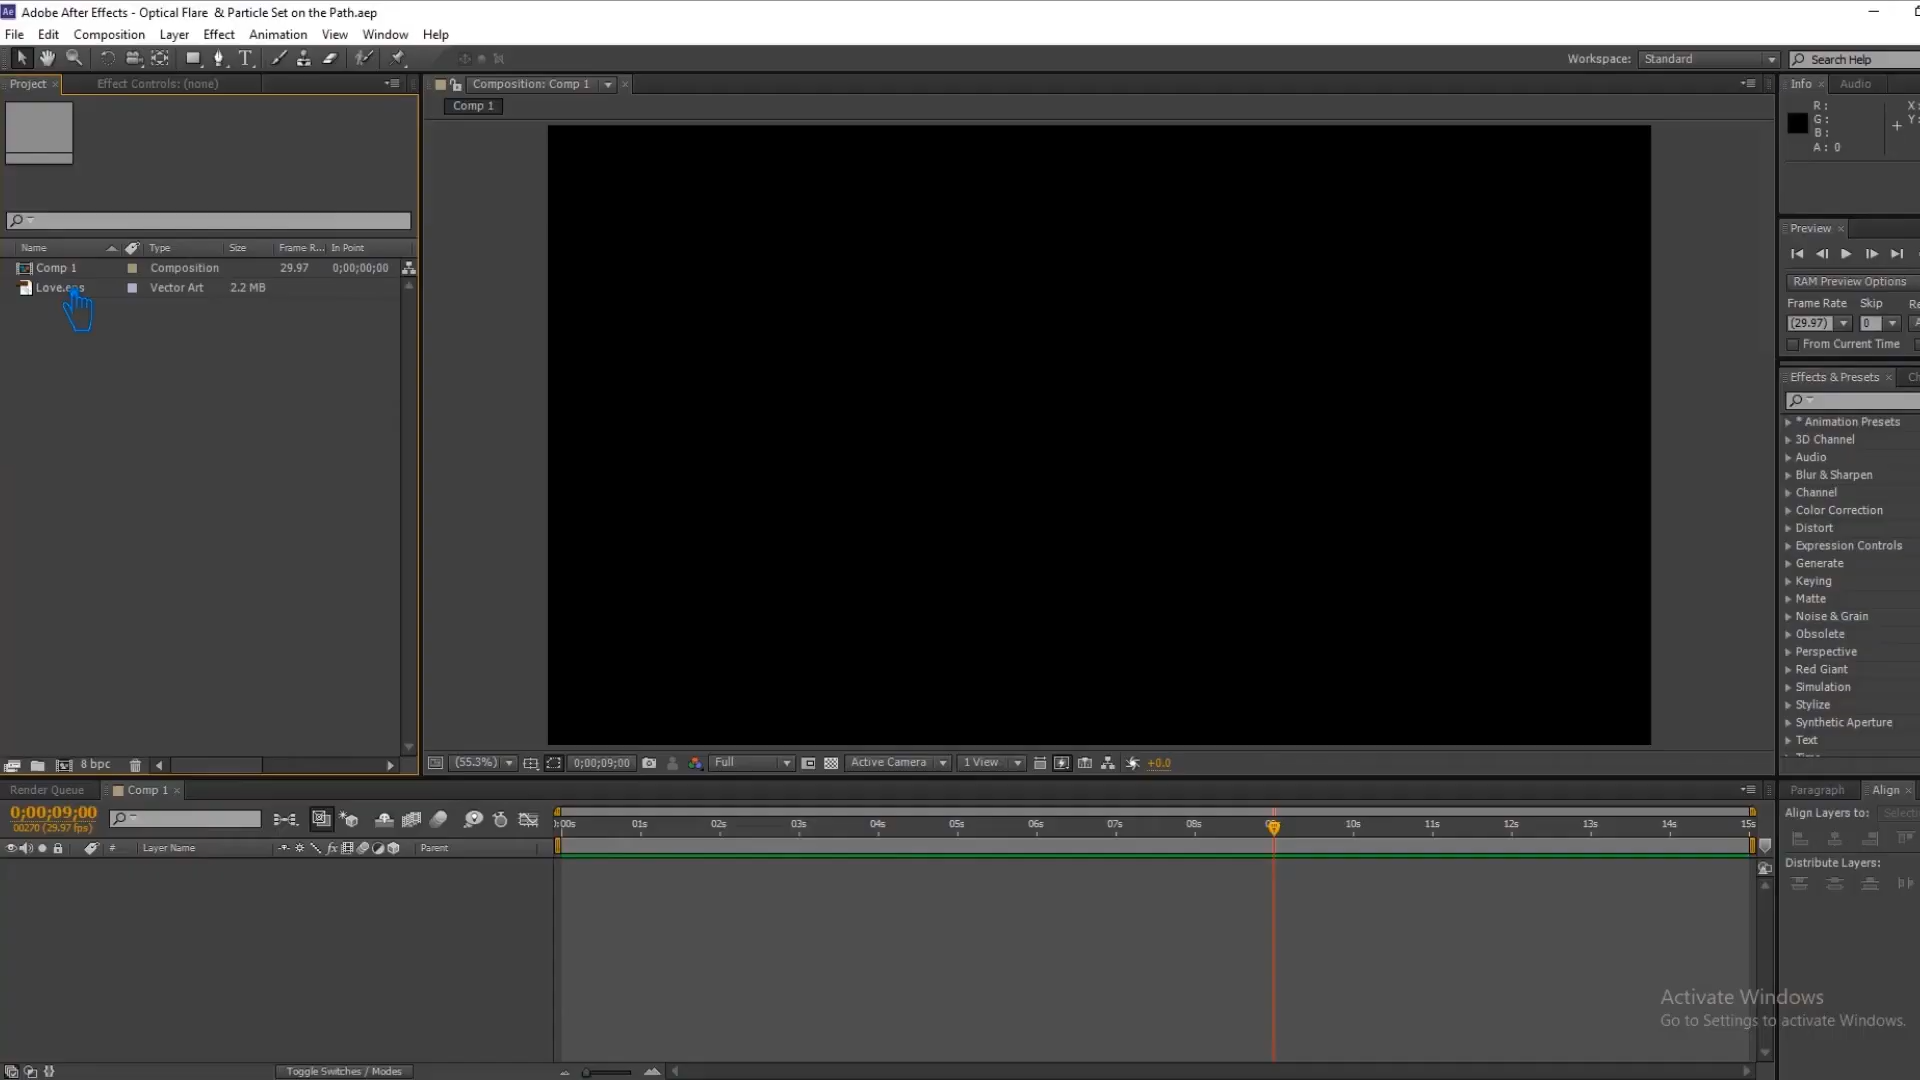 Adobe After Effects - Optical Flare & Particle Set on the Path.aep
File Edit Composition Layer Effect Animation View Window Help
Workspace: Standard Search Help
Project Effect Controls: (none) Composition: Comp 1 Info Audio
Comp 1
R :
G :
B :
A : 0
X
Y
Preview
Name Type Size Frame R... In Point
Comp 1 Composition 29.97 0;00;00;00
Love.eps Vector Art 2.2 MB
RAM Preview Options
Frame Rate Skip Re
(29.97) 0
From Current Time
Effects & Presets
* Animation Presets
3D Channel
Audio
Blur & Sharpen
Channel
Color Correction
Distort
Expression Controls
Generate
Keying
Matte
Noise & Grain
Obsolete
Perspective
Red Giant
Simulation
Stylize
Synthetic Aperture
Text
8 bpc (55.3%) 0;00;09;00 Full Active Camera 1 View +0.0
Render Queue Comp 1 Paragraph Align
0;00;09;00
00270 (29.97 fps)
:00s 01s 02s 03s 04s 05s 06s 07s 08s 10s 11s 12s 13s 14s 15s
# Layer Name Parent
Align Layers to: Selecti
Distribute Layers:
Activate Windows
Go to Settings to activate Windows.
Toggle Switches / Modes